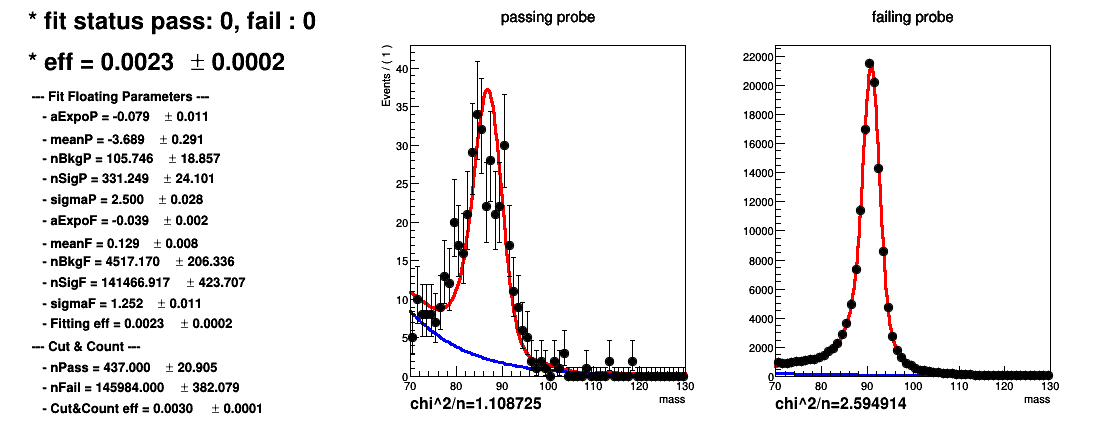 * fit status pass: 0, fail : 0
* eff = 0.0023 ± 0.0002
--- Fit Floating Parameters ---
- aExpoP = -0.079 ± 0.011
- meanP = -3.689 ± 0.291
- nBkgP = 105.746 ± 18.857
- nSigP = 331.249 ± 24.101
- sigmaP = 2.500 ± 0.028
- aExpoF = -0.039 ± 0.002
- meanF = 0.129 ± 0.008
- nBkgF = 4517.170 ± 206.336
- nSigF = 141466.917 ± 423.707
- sigmaF = 1.252 ± 0.011
- Fitting eff = 0.0023 ± 0.0002
--- Cut & Count ---
- nPass = 437.000 ± 20.905
- nFail = 145984.000 ± 382.079
- Cut&Count eff = 0.0030 ± 0.0001
passing probe
Events / ( 1 )
40
35
30
25
20
15
10
5
0
70 80 90 100 110 120 130
mass
chi^2/n=1.108725
failing probe
22000
20000
18000
16000
14000
12000
10000
8000
6000
4000
2000
0
70 80 90 100 110 120 130
mass
chi^2/n=2.594914